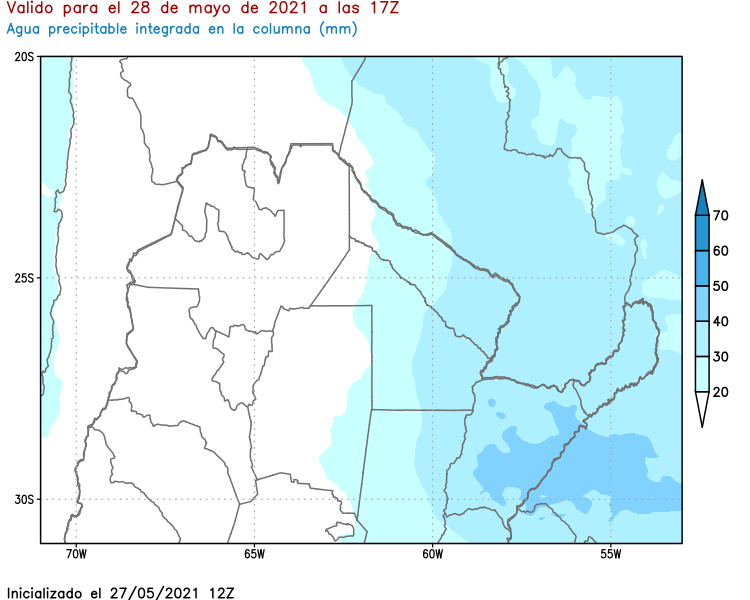 Valido para el 28 de mayo de 2021 a las 17Z
Agua precipitable integrada en la columna (mm)
20S
25S
30S
70W
65W
60W
55W
70
60
50
40
30
20
Inicializado el 27/05/2021 12Z